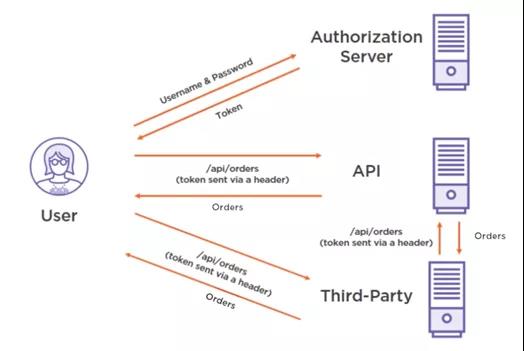 Authorization
Server
Username & Password
Token
/api/orders
(token sent via a header)
API
Orders
User
/api/orders
(token sent via a header)
Orders
/api/orders
(token sent via a header)
Orders
Third-Party